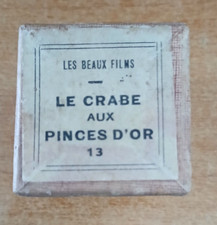 LES BEAUX FILMS
LE CRABE
AUX
PINCES D'OR
13